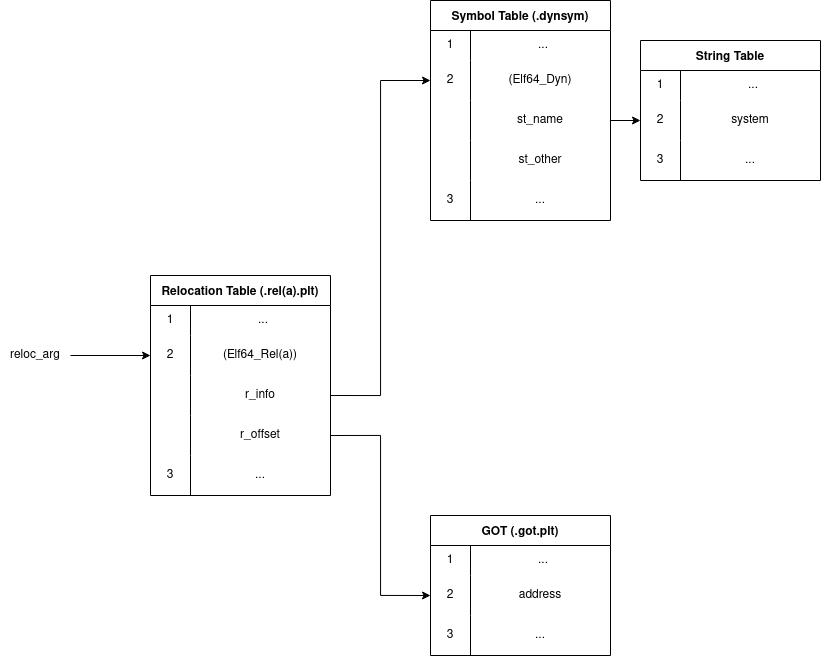 Symbol Table (.dynsym)
1 ...
2 (Elf64_Dyn)
st_name
st_other
3 ...
String Table
1 ...
2 system
3 ...
Relocation Table (.rel(a).plt)
1 ...
2 (Elf64_Rel(a))
r_info
r_offset
3 ...
reloc_arg
GOT (.got.plt)
1 ...
2 address
3 ...